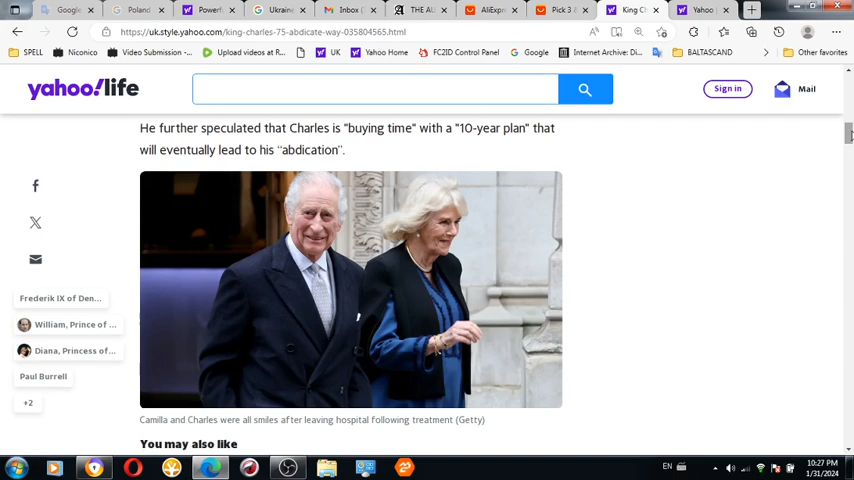 Google
Poland
Powerf
Ukraine
Inbox (
THE AU
AliExpre
Pick 3 &
King Ch
Yahoo
https://uk.style.yahoo.com/king-charles-75-abdicate-way-035804565.html
SPELL
Niconico
Video Submission -...
Upload videos at R...
UK
Yahoo Home
FC2ID Control Panel
Google
Internet Archive: Di...
BALTASCAND
Other favorites
yahoo!life
Sign in
Mail
He further speculated that Charles is "buying time" with a "10-year plan" that
will eventually lead to his “abdication”.
Frederik IX of Den...
William, Prince of ...
Diana, Princess of...
Paul Burrell
+2
Camilla and Charles were all smiles after leaving hospital following treatment (Getty)
You may also like
EN
10:27 PM
1/31/2024